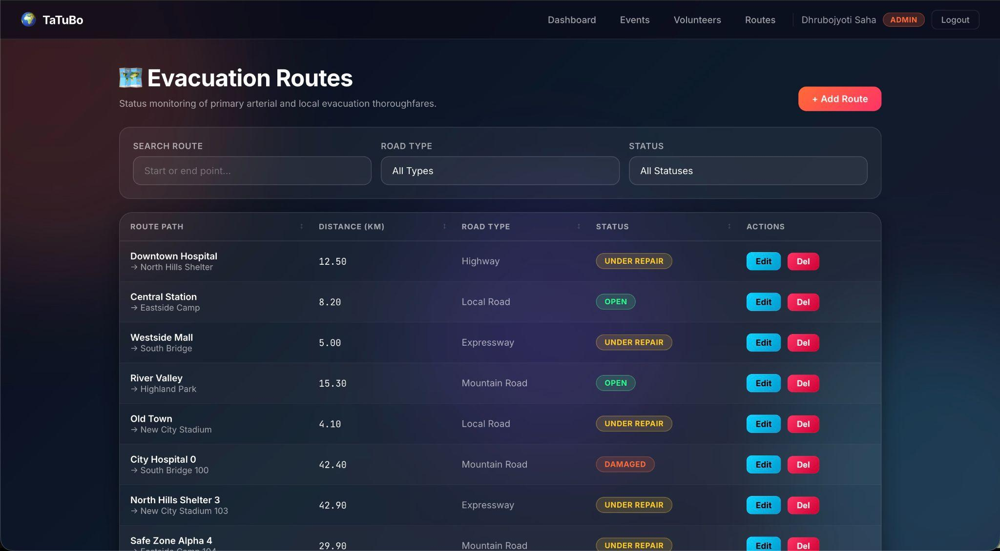 TaTuBo
Dashboard Events Volunteers Routes Dhrubojyoti Saha ADMIN Logout
Evacuation Routes
Status monitoring of primary arterial and local evacuation thoroughfares.
+ Add Route
SEARCH ROUTE ROAD TYPE STATUS
Start or end point... All Types All Statuses
ROUTE PATH ↕ DISTANCE (KM) ↕ ROAD TYPE ↕ STATUS ↕ ACTIONS
Downtown Hospital
→ North Hills Shelter
12.50 Highway UNDER REPAIR Edit Del
Central Station
→ Eastside Camp
8.20 Local Road OPEN Edit Del
Westside Mall
→ South Bridge
5.00 Expressway UNDER REPAIR Edit Del
River Valley
→ Highland Park
15.30 Mountain Road OPEN Edit Del
Old Town
→ New City Stadium
4.10 Local Road UNDER REPAIR Edit Del
City Hospital 0
→ South Bridge 100
42.40 Mountain Road DAMAGED Edit Del
North Hills Shelter 3
→ New City Stadium 103
42.90 Expressway UNDER REPAIR Edit Del
Safe Zone Alpha 4
→ Eastside Camp 104
29.90 Mountain Road UNDER REPAIR Edit Del